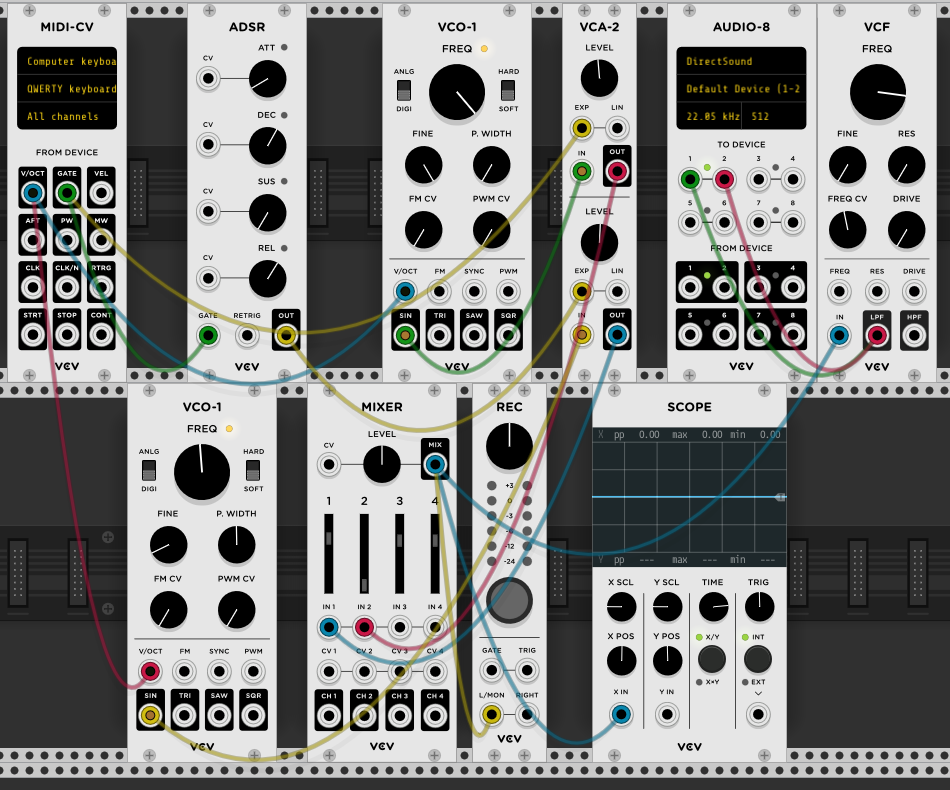 MIDI-CV
Computer keyboa
QWERTY keyboard
All channels
FROM DEVICE
V/OCT GATE VEL
AFT PW MW
CLK CLK/N RTRG
STRT STOP CONT
VCV
ADSR
ATT
CV
DEC
CV
SUS
CV
REL
CV
GATE RETRIG OUT
VCV
VCO-1
FREQ
ANLG HARD
DIGI SOFT
FINE P. WIDTH
FM CV PWM CV
V/OCT FM SYNC PWM
SIN TRI SAW SQR
VCV
VCA-2
LEVEL
EXP LIN
IN OUT
LEVEL
EXP LIN
IN OUT
VCV
AUDIO-8
DirectSound
Default Device (1-2
22.05 kHz 512
TO DEVICE
1 2 3 4
5 6 7 8
FROM DEVICE
1 2 3 4
5 6 7 8
VCV
VCF
FREQ
FINE RES
FREQ CV DRIVE
FREQ RES DRIVE
IN LPF HPF
VCV
VCO-1
FREQ
ANLG HARD
DIGI SOFT
FINE P. WIDTH
FM CV PWM CV
V/OCT FM SYNC PWM
SIN TRI SAW SQR
VCV
MIXER
LEVEL
CV MIX
1 2 3 4
IN 1 IN 2 IN 3 IN 4
CV 1 CV 2 CV 3 CV 4
CH 1 CH 2 CH 3 CH 4
VCV
REC
+3
0
-3
-6
-12
-24
GATE TRIG
L/MON RIGHT
VCV
SCOPE
X pp 0.00 max 0.00 min 0.00
Y pp --- max --- min ---
X SCL Y SCL TIME TRIG
X POS Y POS X/Y INT
X×Y EXT
X IN Y IN
VCV